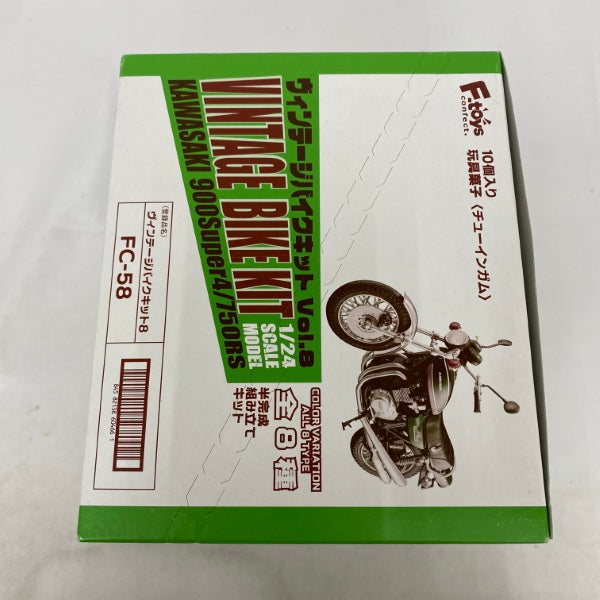 F-toys
confect.
10個入り
玩具菓子〈チューインガム〉
ヴィンテージバイクキット Vol.8
VINTAGE BIKE KIT
1/24
SCALE
MODEL
KAWASAKI 900Super4/750RS
COLOR VARIATION
ALL 8 TYPE
全8種
半完成
組み立て
キット
〈登録品名〉
ヴィンテージバイクキット8
FC-58